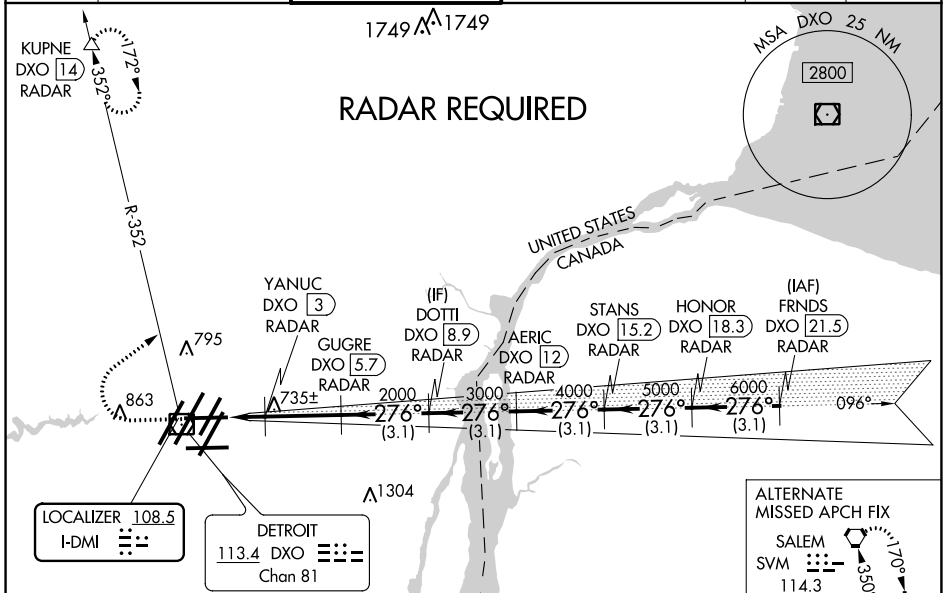 1749 1749
MSA DXO 25 NM
2800
KUPNE
DXO 14
RADAR
172°
352°
RADAR REQUIRED
R-352
UNITED STATES
CANADA
YANUC
DXO 3
RADAR
GUGRE
DXO 5.7
RADAR
(IF)
DOTTI
DXO 8.9
RADAR
AERIC
DXO 12
RADAR
STANS
DXO 15.2
RADAR
HONOR
DXO 18.3
RADAR
(IAF)
FRNDS
DXO 21.5
RADAR
795
863
735±
2000 3000 4000 5000 6000
276° 276° 276° 276° 276°
(3.1) (3.1) (3.1) (3.1) (3.1)
096°
1304
LOCALIZER 108.5
I-DMI
DETROIT
113.4 DXO
Chan 81
ALTERNATE
MISSED APCH FIX
SALEM
SVM
114.3
170°
350°